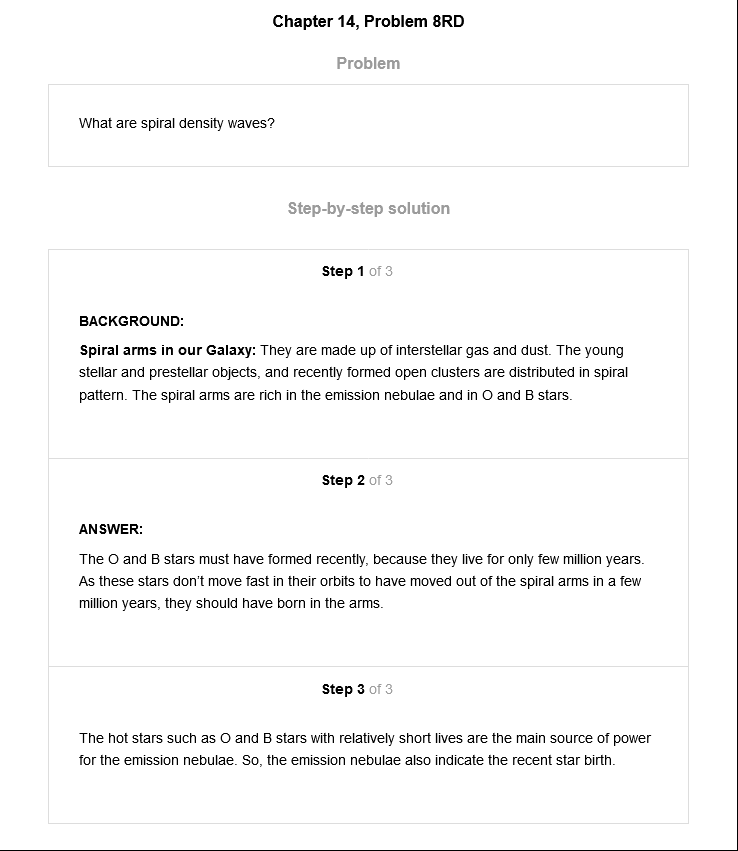 Chapter 14, Problem 8RD
Problem
What are spiral density waves?
Step-by-step solution
Step 1 of 3
BACKGROUND:
Spiral arms in our Galaxy: They are made up of interstellar gas and dust. The young
stellar and prestellar objects, and recently formed open clusters are distributed in spiral
pattern. The spiral arms are rich in the emission nebulae and in O and B stars.
Step 2 of 3
ANSWER:
The O and B stars must have formed recently, because they live for only few million years.
As these stars don’t move fast in their orbits to have moved out of the spiral arms in a few
million years, they should have born in the arms.
Step 3 of 3
The hot stars such as O and B stars with relatively short lives are the main source of power
for the emission nebulae. So, the emission nebulae also indicate the recent star birth.